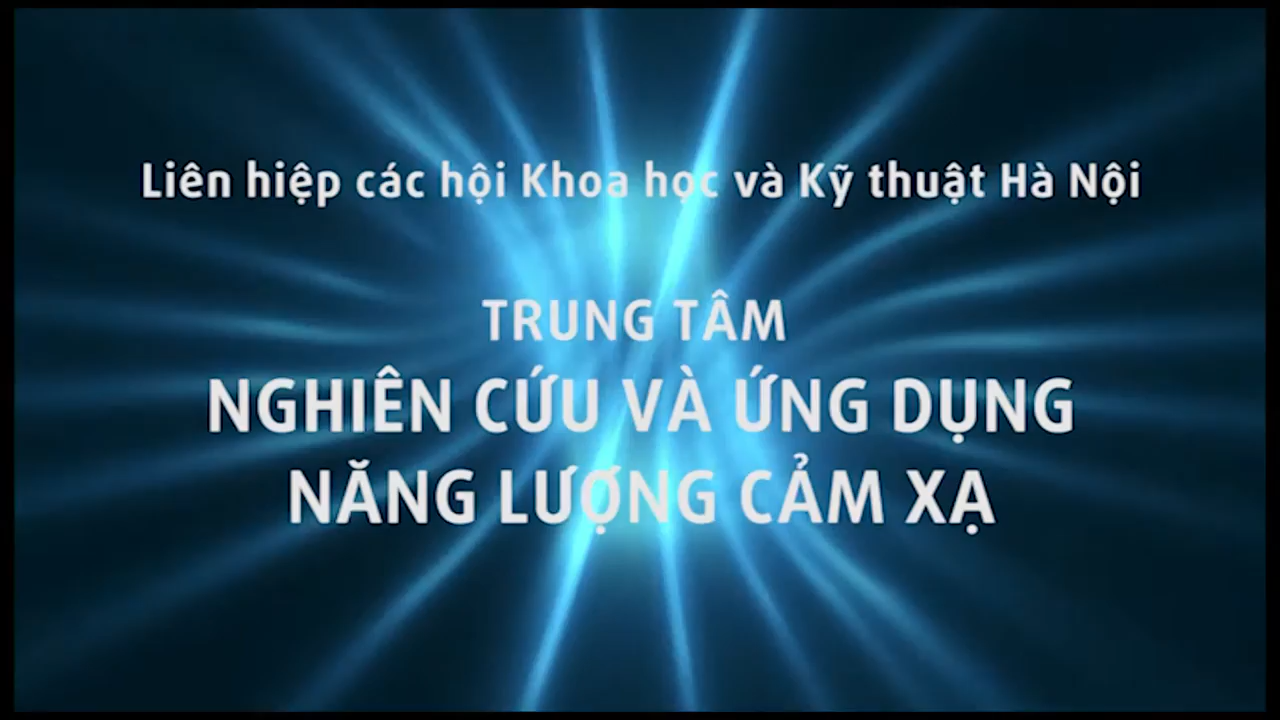 Liên hiệp các hội Khoa học và Kỹ thuật Hà Nội
TRUNG TÂM
NGHIÊN CỨU VÀ ỨNG DỤNG
NĂNG LƯỢNG CẢM XẠ